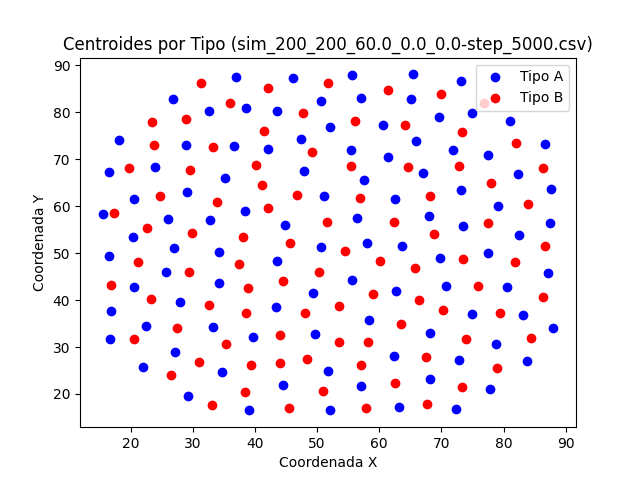 Centroides por Tipo (sim_200_200_60.0_0.0_0.0-step_5000.csv)
Tipo A
Tipo B
90
80
70
60
50
40
30
20
Coordenada Y
20 30 40 50 60 70 80 90
Coordenada X